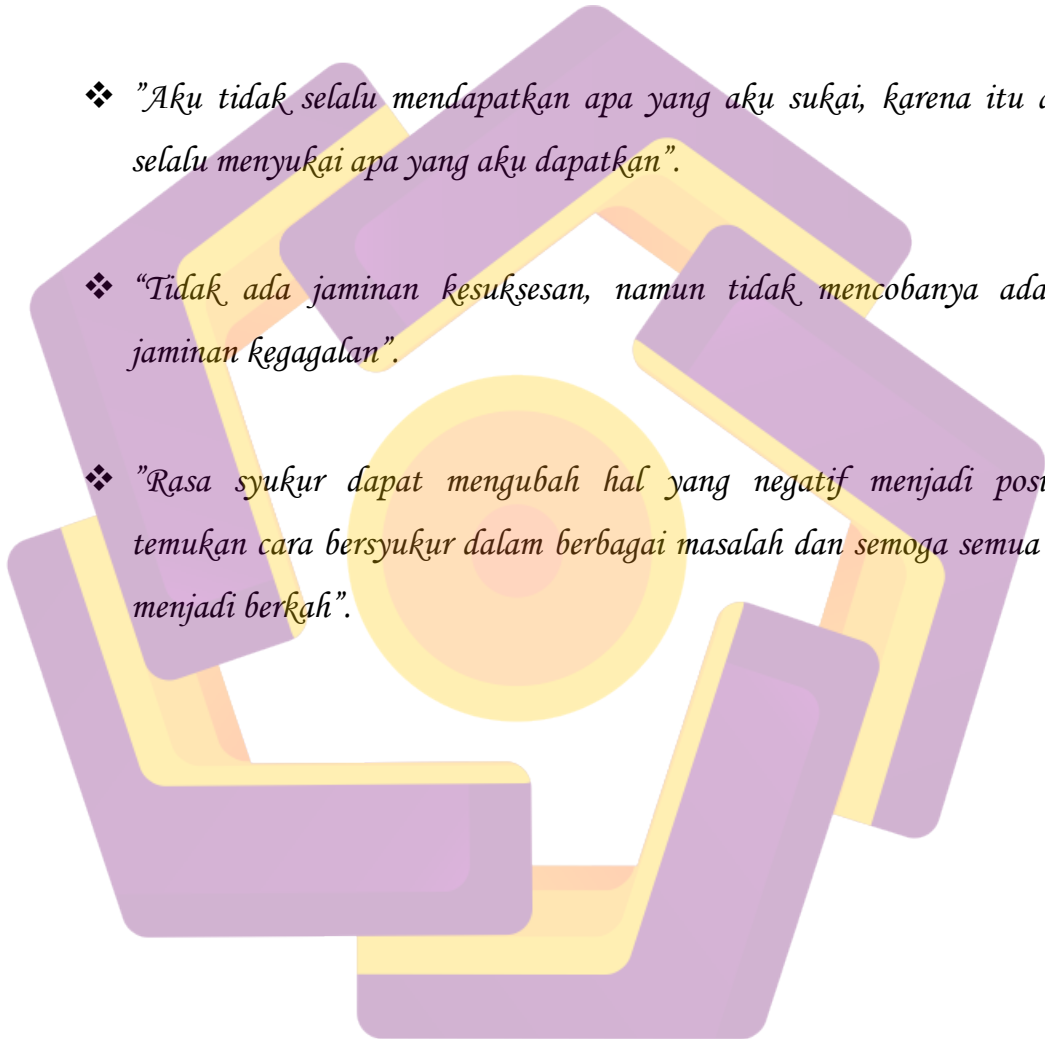 ❖ ”Aku tidak selalu mendapatkan apa yang aku sukai, karena itu
selalu menyukai apa yang aku dapatkan”.
❖ “Tidak ada jaminan kesuksesan, namun tidak mencobanya
jaminan kegagalan”.
❖ ”Rasa syukur dapat mengubah hal yang negatif menjadi
temukan cara bersyukur dalam berbagai masalah dan semoga semua
menjadi berkah”.